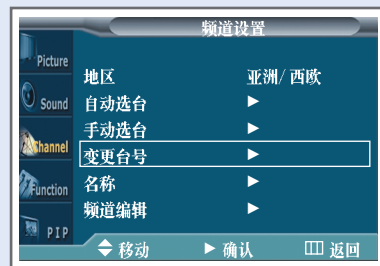 频道设置
Picture
Sound
Channel
Function
PIP
地区 亚洲/西欧
自动选台 ►
手动选台 ►
变更台号 ►
名称 ►
频道编辑 ►
移动 ► 确认 返回